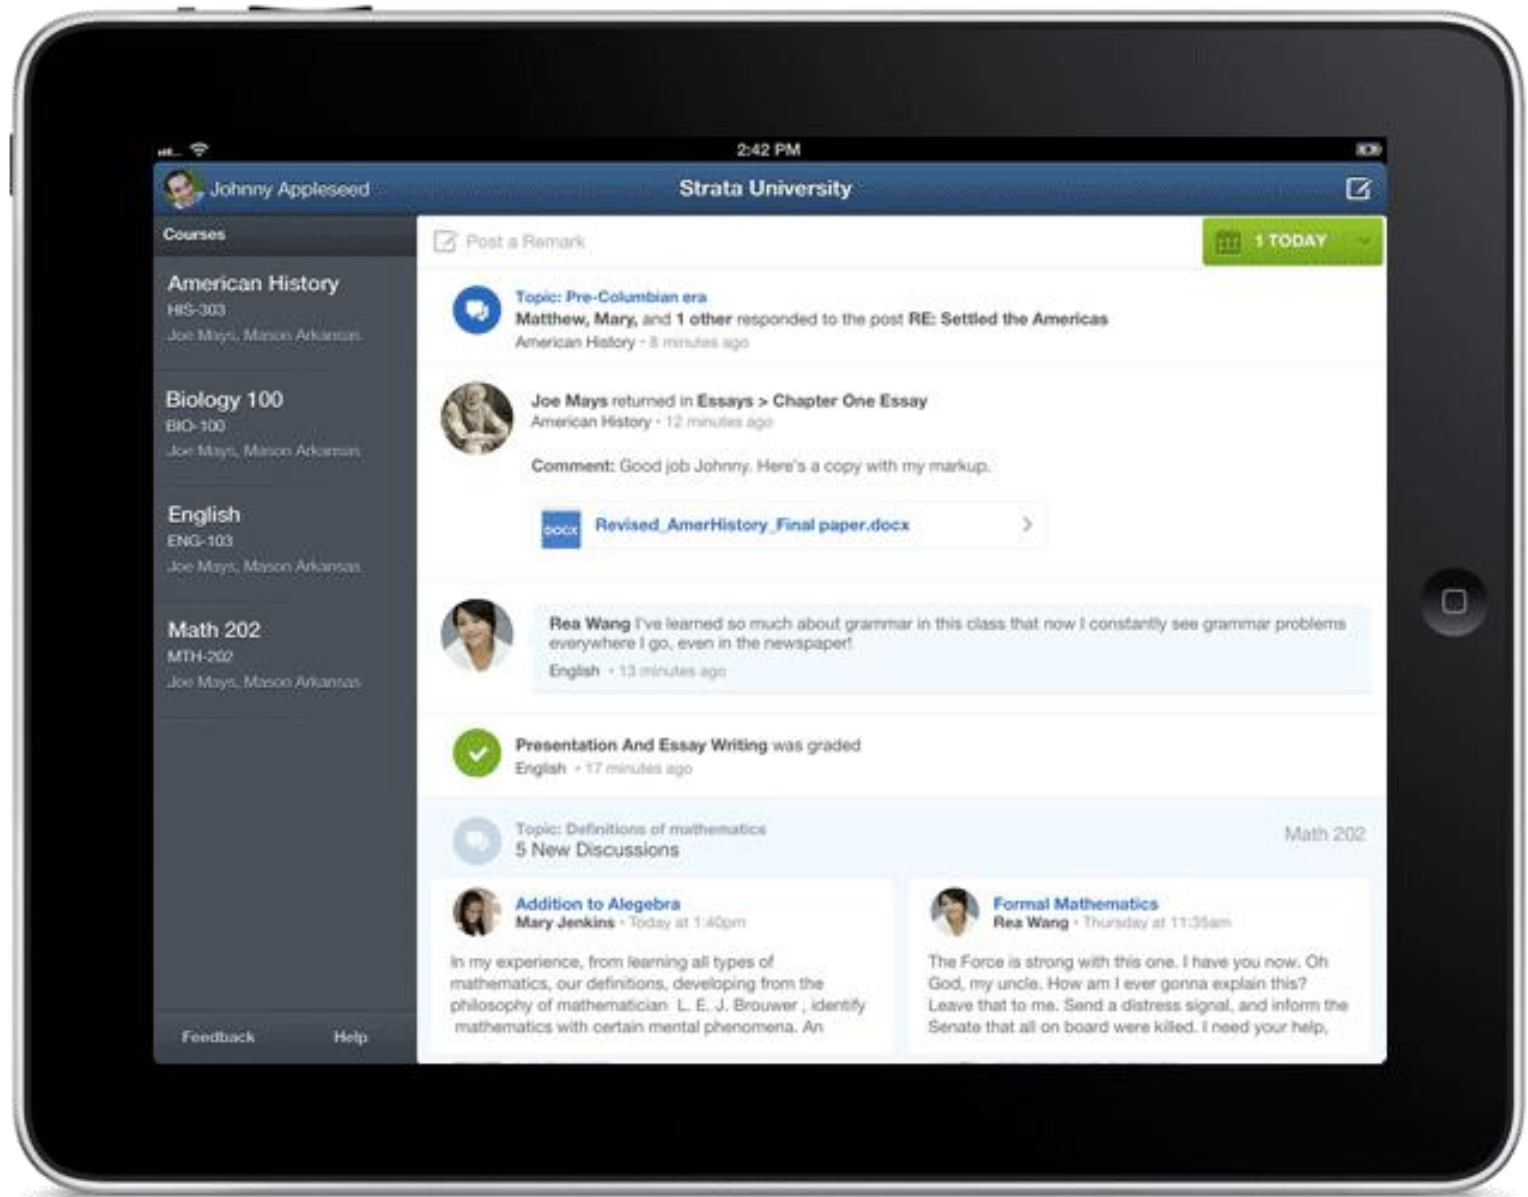 2:42 PM
Johnny Appleseed
Strata University
Courses
American History
HIS-303
Joe Mays, Mason Arkansas
Biology 100
BIO-100
Joe Mays, Mason Arkansas
English
ENG-103
Joe Mays, Mason Arkansas
Math 202
MTH-202
Joe Mays, Mason Arkansas
Feedback
Help
Post a Remark
1 TODAY
Topic: Pre-Columbian era
Matthew, Mary, and 1 other responded to the post RE: Settled the Americas
American History · 8 minutes ago
Joe Mays returned in Essays > Chapter One Essay
American History · 12 minutes ago
Comment: Good job Johnny. Here's a copy with my markup.
DOCX
Revised_AmerHistory_Final paper.docx
Rea Wang I've learned so much about grammar in this class that now I constantly see grammar problems
everywhere I go, even in the newspaper!
English · 13 minutes ago
Presentation And Essay Writing was graded
English · 17 minutes ago
Topic: Definitions of mathematics
5 New Discussions
Math 202
Addition to Alegebra
Mary Jenkins · Today at 1:40pm
In my experience, from learning all types of
mathematics, our definitions, developing from the
philosophy of mathematician L. E. J. Brouwer , identify
mathematics with certain mental phenomena. An
Formal Mathematics
Rea Wang · Thursday at 11:35am
The Force is strong with this one. I have you now. Oh
God, my uncle. How am I ever gonna explain this?
Leave that to me. Send a distress signal, and inform the
Senate that all on board were killed. I need your help,